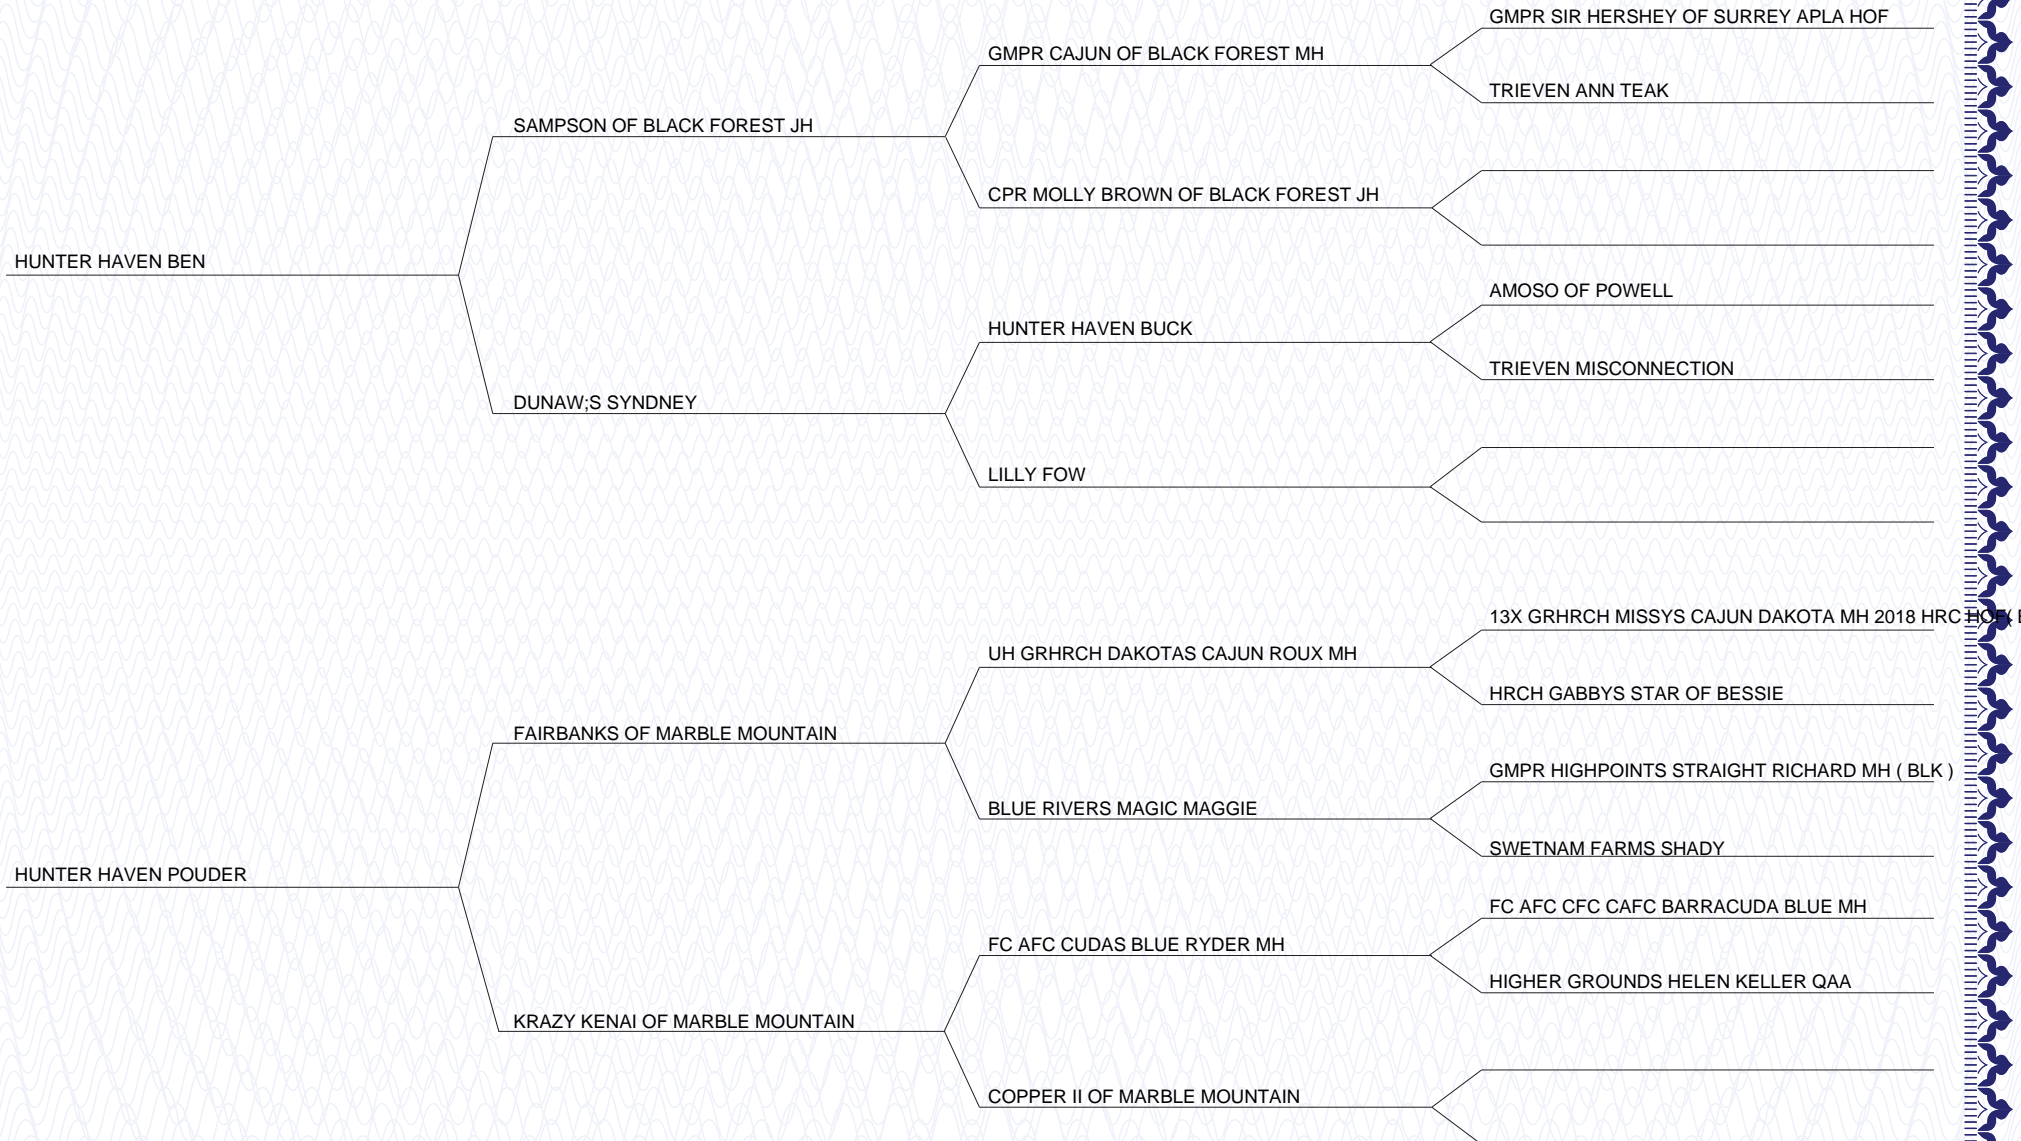 GMPR SIR HERSHEY OF SURREY APLA HOF
GMPR CAJUN OF BLACK FOREST MH
TRIEVEN ANN TEAK
SAMPSON OF BLACK FOREST JH
CPR MOLLY BROWN OF BLACK FOREST JH
HUNTER HAVEN BEN
AMOSO OF POWELL
HUNTER HAVEN BUCK
TRIEVEN MISCONNECTION
DUNAW;S SYNDNEY
LILLY FOW
13X GRHRCH MISSYS CAJUN DAKOTA MH 2018 HRC HOF(
UH GRHRCH DAKOTAS CAJUN ROUX MH
HRCH GABBYS STAR OF BESSIE
FAIRBANKS OF MARBLE MOUNTAIN
GMPR HIGHPOINTS STRAIGHT RICHARD MH ( BLK )
BLUE RIVERS MAGIC MAGGIE
SWETNAM FARMS SHADY
HUNTER HAVEN POUDER
FC AFC CFC CAFC BARRACUDA BLUE MH
FC AFC CUDAS BLUE RYDER MH
HIGHER GROUNDS HELEN KELLER QAA
KRAZY KENAI OF MARBLE MOUNTAIN
COPPER II OF MARBLE MOUNTAIN